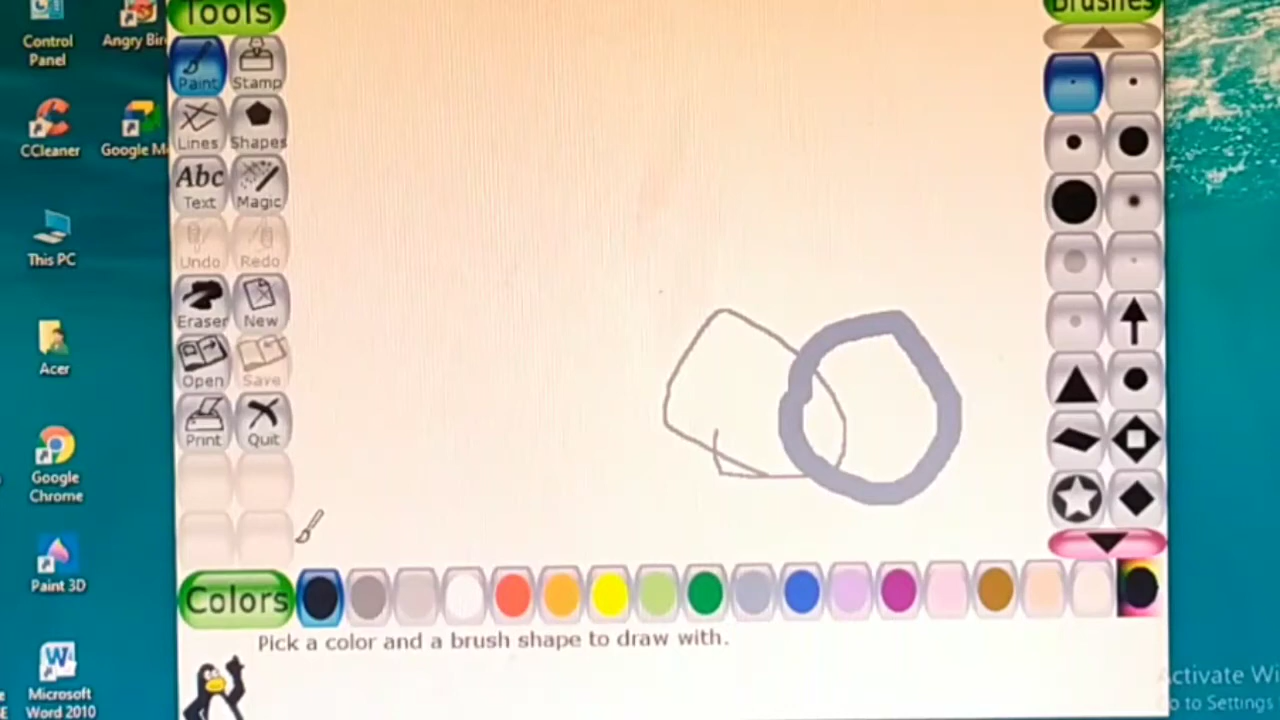 Control
Panel
Angry Bir
CCleaner
Google M
This PC
Acer
Google
Chrome
Paint 3D
Microsoft
Word 2010
Tools
Paint
Stamp
Lines
Shapes
Abc
Text
Magic
Undo
Redo
Eraser
New
Open
Save
Print
Quit
Brushes
Colors
Pick a color and a brush shape to draw with.
Activate Wi
Go to Settings